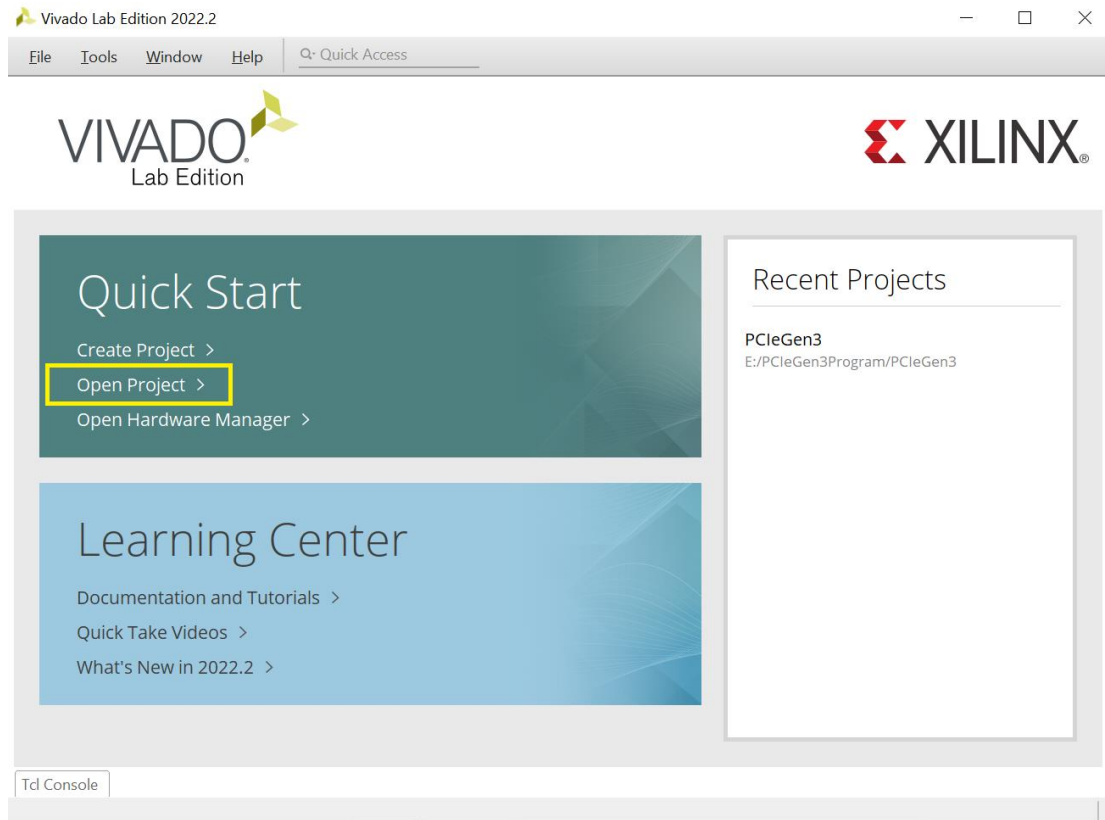 Vivado Lab Edition 2022.2
File Tools Window Help Quick Access
VIVADO.
Lab Edition
XILINX®
Quick Start
Create Project >
Open Project >
Open Hardware Manager >
Recent Projects
PCIeGen3
E:/PCIeGen3Program/PCIeGen3
Learning Center
Documentation and Tutorials >
Quick Take Videos >
What's New in 2022.2 >
Tcl Console